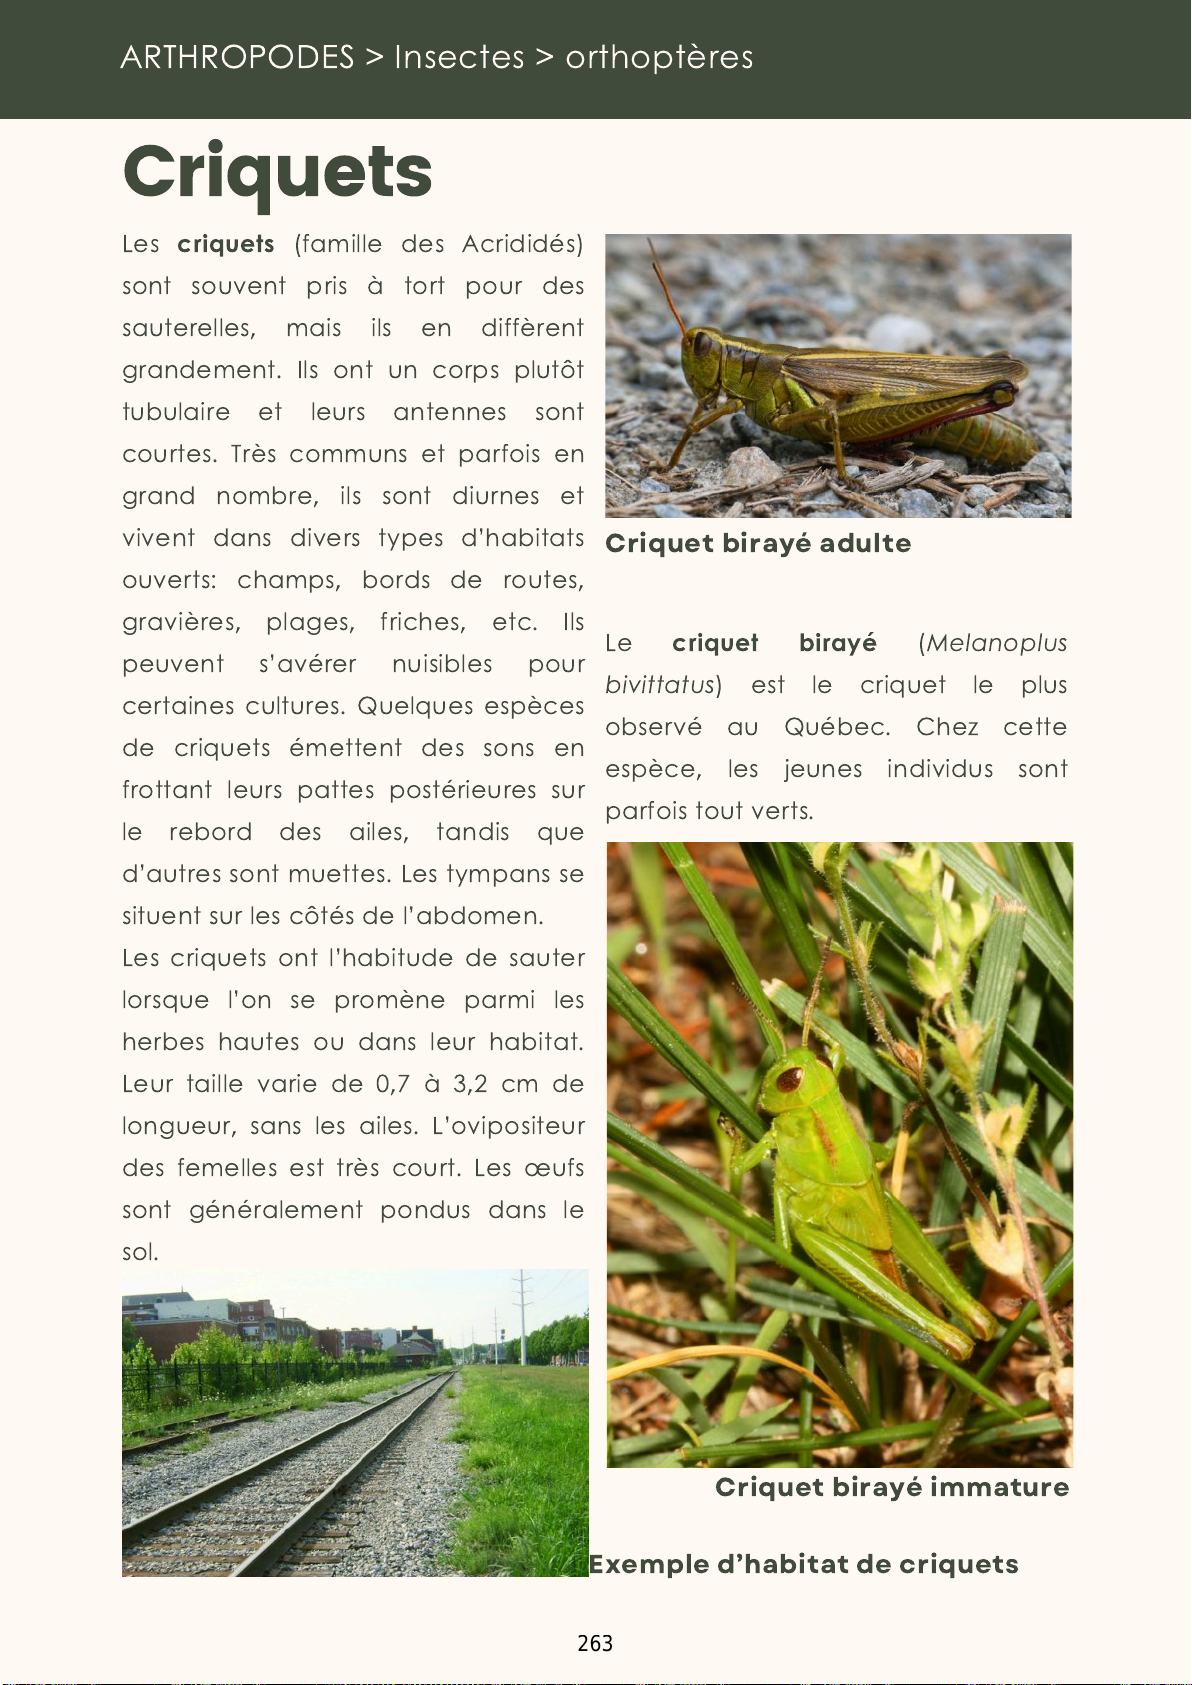 ARTHROPODES > Insectes > orthoptères
Criquets
Les criquets (famille des Acrididés)
sont souvent pris à tort pour des
sauterelles, mais ils en diffèrent
grandement. Ils ont un corps plutôt
tubulaire et leurs antennes sont
courtes. Très communs et parfois en
grand nombre, ils sont diurnes et
vivent dans divers types d'habitats
ouverts: champs, bords de routes,
gravières, plages, friches, etc. Ils
peuvent s'avérer nuisibles pour
certaines cultures. Quelques espèces
de criquets émettent des sons en
frottant leurs pattes postérieures sur
le rebord des ailes, tandis que
d'autres sont muettes. Les tympans se
situent sur les côtés de l'abdomen.
Les criquets ont l'habitude de sauter
lorsque l'on se promène parmi les
herbes hautes ou dans leur habitat.
Leur taille varie de 0,7 à 3,2 cm de
longueur, sans les ailes. L'ovipositeur
des femelles est très court. Les œufs
sont généralement pondus dans le
sol.
Criquet birayé adulte
Le criquet birayé (Melanoplus
bivittatus) est le criquet le plus
observé au Québec. Chez cette
espèce, les jeunes individus sont
parfois tout verts.
Criquet birayé immature
Exemple d'habitat de criquets
263